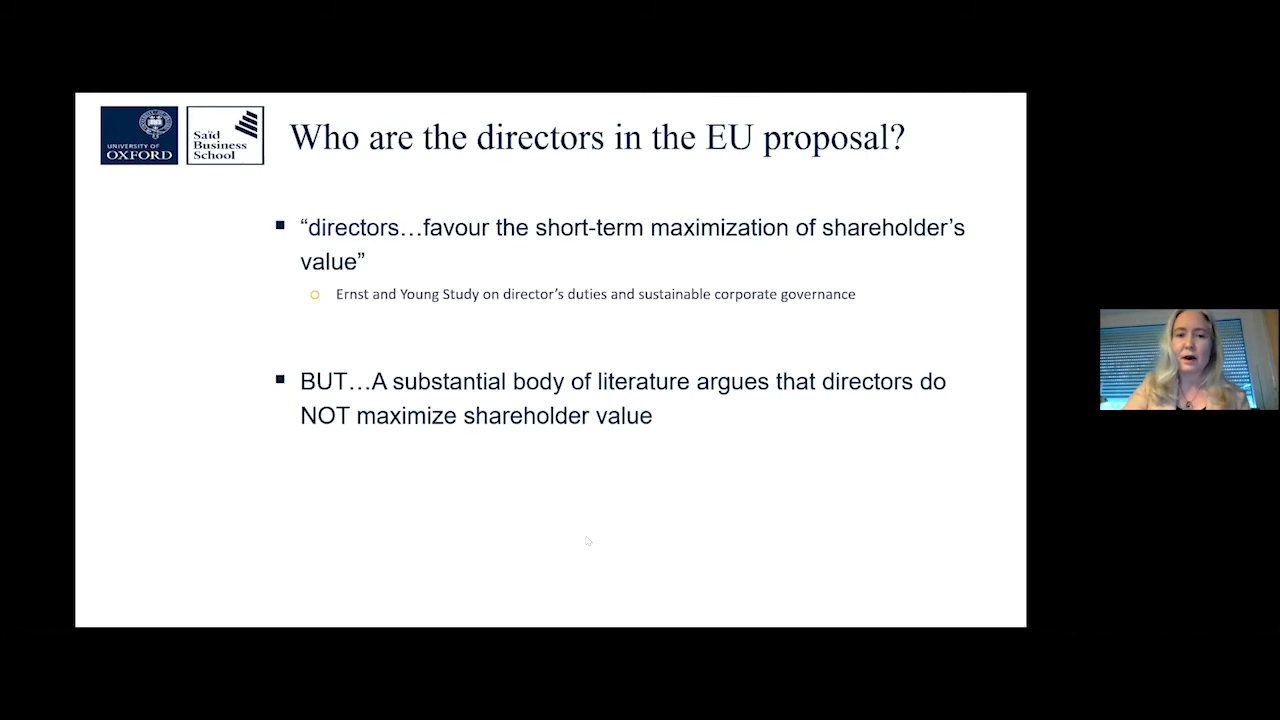 UNIVERSITY OF
OXFORD
Saïd
Business
School
Who are the directors in the EU proposal?
“directors…favour the short-term maximization of shareholder’s
value”
Ernst and Young Study on director’s duties and sustainable corporate governance
BUT…A substantial body of literature argues that directors do
NOT maximize shareholder value